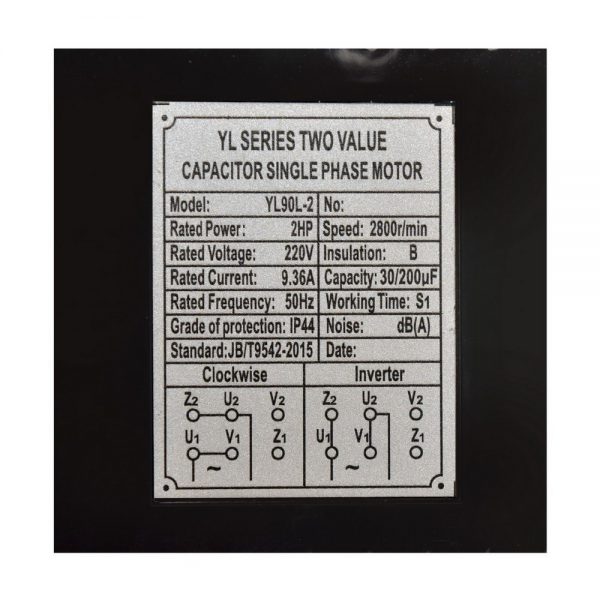 YL SERIES TWO VALUE
CAPACITOR SINGLE PHASE MOTOR
Model: YL90L-2 No:
Rated Power: 2HP Speed: 2800r/min
Rated Voltage: 220V Insulation: B
Rated Current: 9.36A Capacity: 30/200μF
Rated Frequency: 50Hz Working Time: S1
Grade of protection: IP44 Noise: dB(A)
Standard:JB/T9542-2015 Date:
Clockwise Inverter
Z2 U2 V2 Z2 U2 V2
U1 V1 Z1 U1 V1 Z1
~ ~